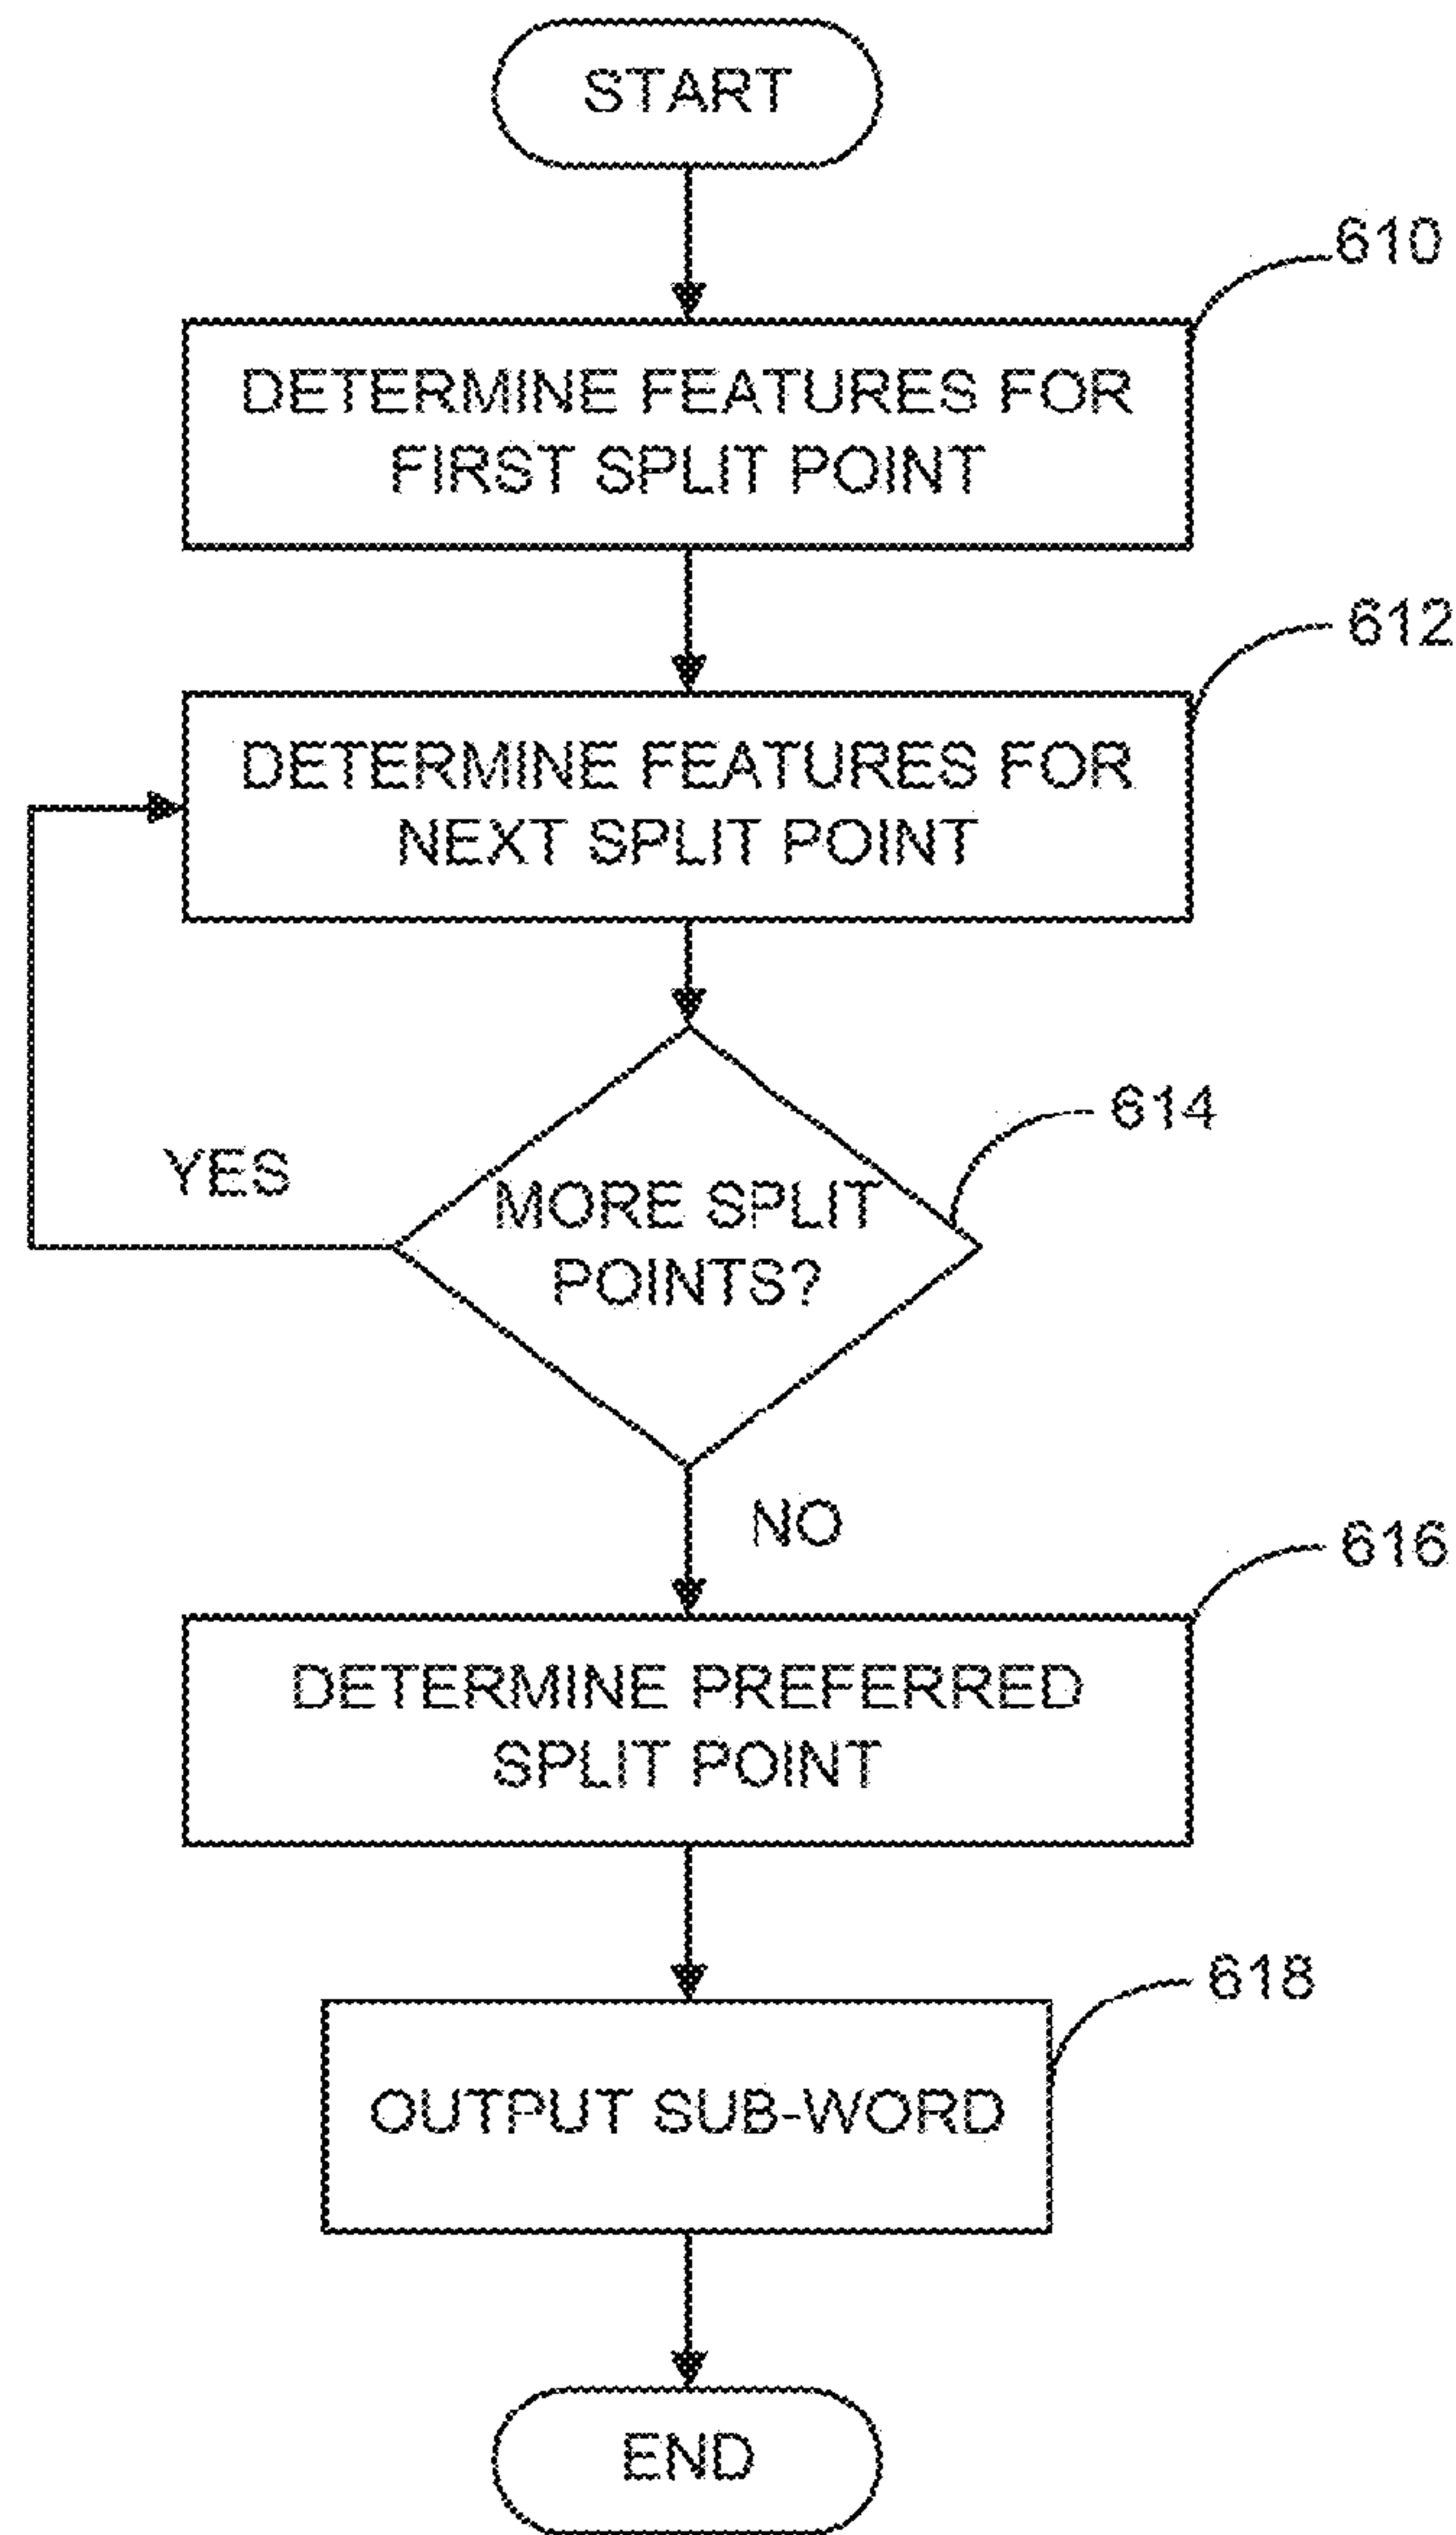 START
610
DETERMINE FEATURES FOR
FIRST SPLIT POINT
612
DETERMINE FEATURES FOR
NEXT SPLIT POINT
614
YES
MORE SPLIT
POINTS?
NO
616
DETERMINE PREFERRED
SPLIT POINT
618
OUTPUT SUB-WORD
END